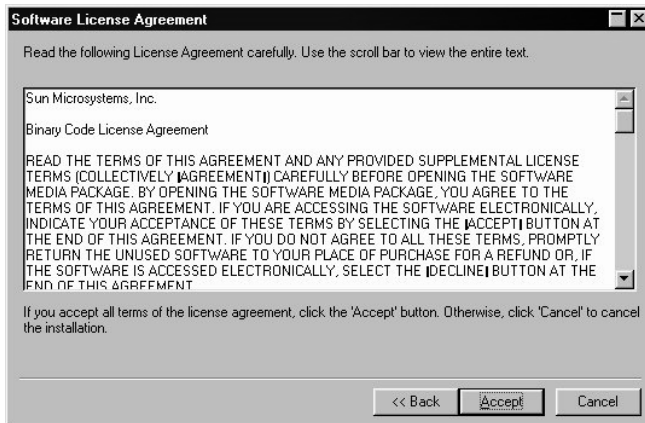 Software License Agreement
Read the following License Agreement carefully. Use the scroll bar to view the entire text.
Sun Microsystems, Inc.
Binary Code License Agreement
READ THE TERMS OF THIS AGREEMENT AND ANY PROVIDED SUPPLEMENTAL LICENSE
TERMS (COLLECTIVELY |AGREEMENT|) CAREFULLY BEFORE OPENING THE SOFTWARE
MEDIA PACKAGE. BY OPENING THE SOFTWARE MEDIA PACKAGE, YOU AGREE TO THE
TERMS OF THIS AGREEMENT. IF YOU ARE ACCESSING THE SOFTWARE ELECTRONICALLY,
INDICATE YOUR ACCEPTANCE OF THESE TERMS BY SELECTING THE |ACCEPT| BUTTON AT
THE END OF THIS AGREEMENT. IF YOU DO NOT AGREE TO ALL THESE TERMS, PROMPTLY
RETURN THE UNUSED SOFTWARE TO YOUR PLACE OF PURCHASE FOR A REFUND OR, IF
THE SOFTWARE IS ACCESSED ELECTRONICALLY, SELECT THE |DECLINE| BUTTON AT THE
END OF THIS AGREEMENT
If you accept all terms of the license agreement, click the 'Accept' button. Otherwise, click 'Cancel' to cancel
the installation.
<< Back
Accept
Cancel